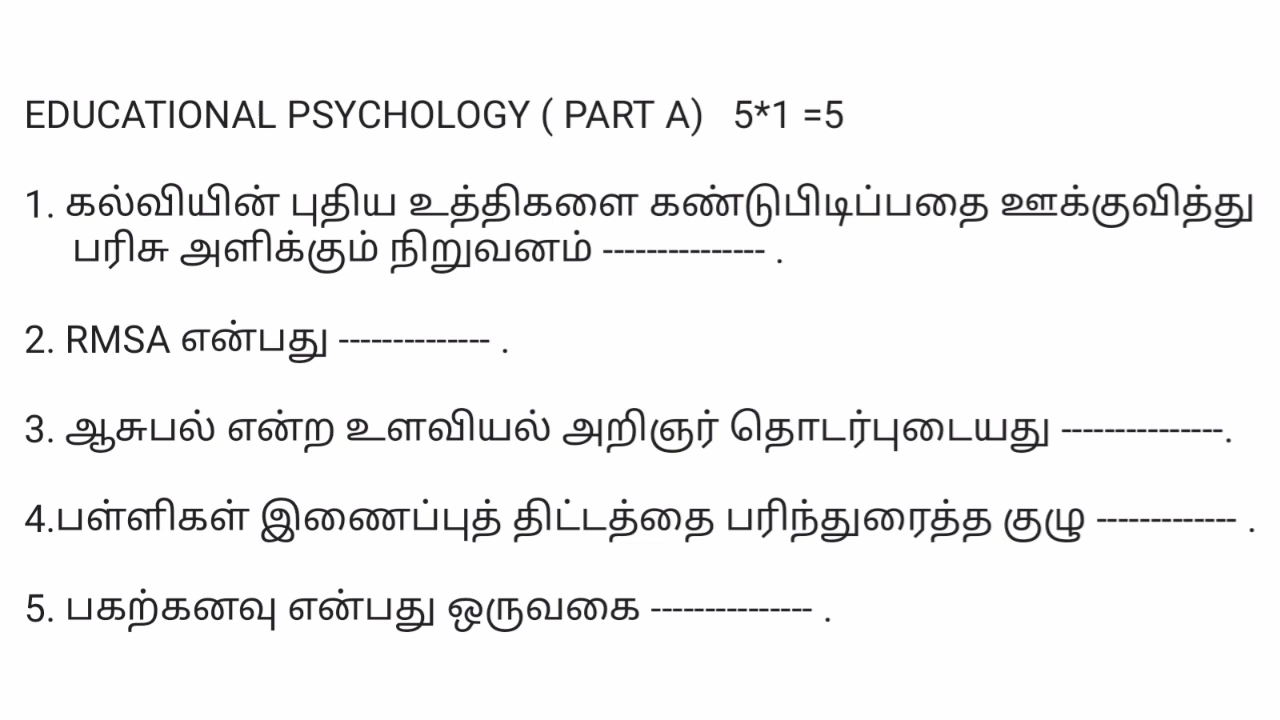 EDUCATIONAL PSYCHOLOGY ( PART A)   5*1 =5
1. கல்வியின் புதிய உத்திகளை கண்டுபிடிப்பதை ஊக்குவித்து
பரிசு அளிக்கும் நிறுவனம் --------------- .
2. RMSA என்பது -------------- .
3. ஆசுபல் என்ற உளவியல் அறிஞர் தொடர்புடையது ---------------.
4.பள்ளிகள் இணைப்புத் திட்டத்தை பரிந்துரைத்த குழு ------------- .
5. பகற்கனவு என்பது ஒருவகை --------------- .